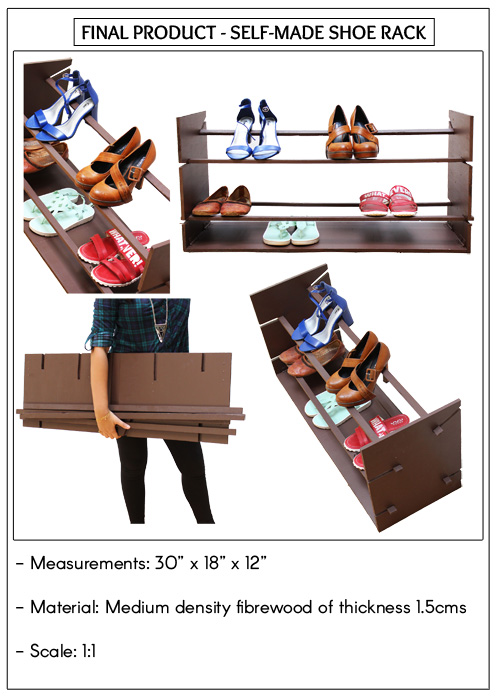 FINAL PRODUCT - SELF-MADE SHOE RACK
WHATEVER!
- Measurements: 30” x 18” x 12”
- Material: Medium density fibrewood of thickness 1.5cms
- Scale: 1:1